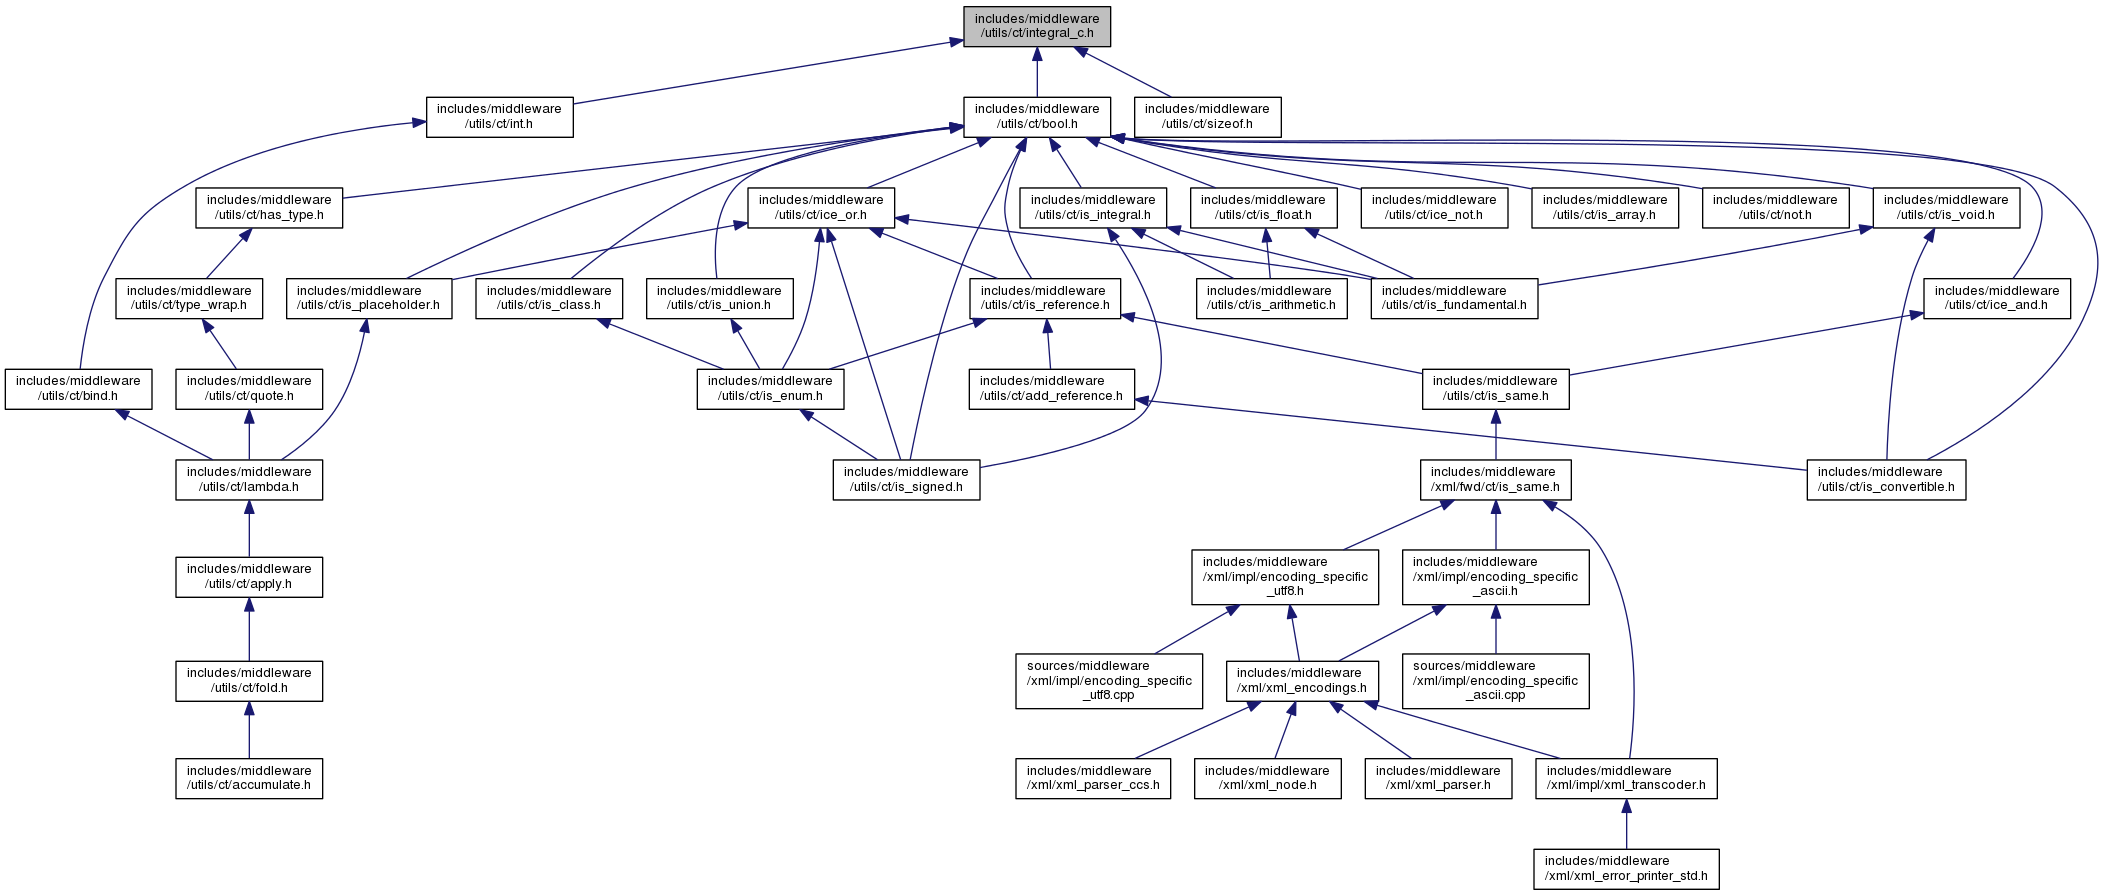 includes/middleware
/utils/ct/integral_c.h
includes/middleware
/utils/ct/int.h
includes/middleware
/utils/ct/bool.h
includes/middleware
/utils/ct/sizeof.h
includes/middleware
/utils/ct/has_type.h
includes/middleware
/utils/ct/ice_or.h
includes/middleware
/utils/ct/is_integral.h
includes/middleware
/utils/ct/is_float.h
includes/middleware
/utils/ct/ice_not.h
includes/middleware
/utils/ct/is_array.h
includes/middleware
/utils/ct/not.h
includes/middleware
/utils/ct/is_void.h
includes/middleware
/utils/ct/type_wrap.h
includes/middleware
/utils/ct/is_placeholder.h
includes/middleware
/utils/ct/is_class.h
includes/middleware
/utils/ct/is_union.h
includes/middleware
/utils/ct/is_reference.h
includes/middleware
/utils/ct/is_arithmetic.h
includes/middleware
/utils/ct/is_fundamental.h
includes/middleware
/utils/ct/ice_and.h
includes/middleware
/utils/ct/bind.h
includes/middleware
/utils/ct/quote.h
includes/middleware
/utils/ct/is_enum.h
includes/middleware
/utils/ct/add_reference.h
includes/middleware
/utils/ct/is_same.h
includes/middleware
/utils/ct/lambda.h
includes/middleware
/utils/ct/is_signed.h
includes/middleware
/xml/fwd/ct/is_same.h
includes/middleware
/utils/ct/is_convertible.h
includes/middleware
/utils/ct/apply.h
includes/middleware
/xml/impl/encoding_specific
_utf8.h
includes/middleware
/xml/impl/encoding_specific
_ascii.h
includes/middleware
/utils/ct/fold.h
sources/middleware
/xml/impl/encoding_specific
_utf8.cpp
includes/middleware
/xml/xml_encodings.h
sources/middleware
/xml/impl/encoding_specific
_ascii.cpp
includes/middleware
/utils/ct/accumulate.h
includes/middleware
/xml/xml_parser_ccs.h
includes/middleware
/xml/xml_node.h
includes/middleware
/xml/xml_parser.h
includes/middleware
/xml/impl/xml_transcoder.h
includes/middleware
/xml/xml_error_printer_std.h